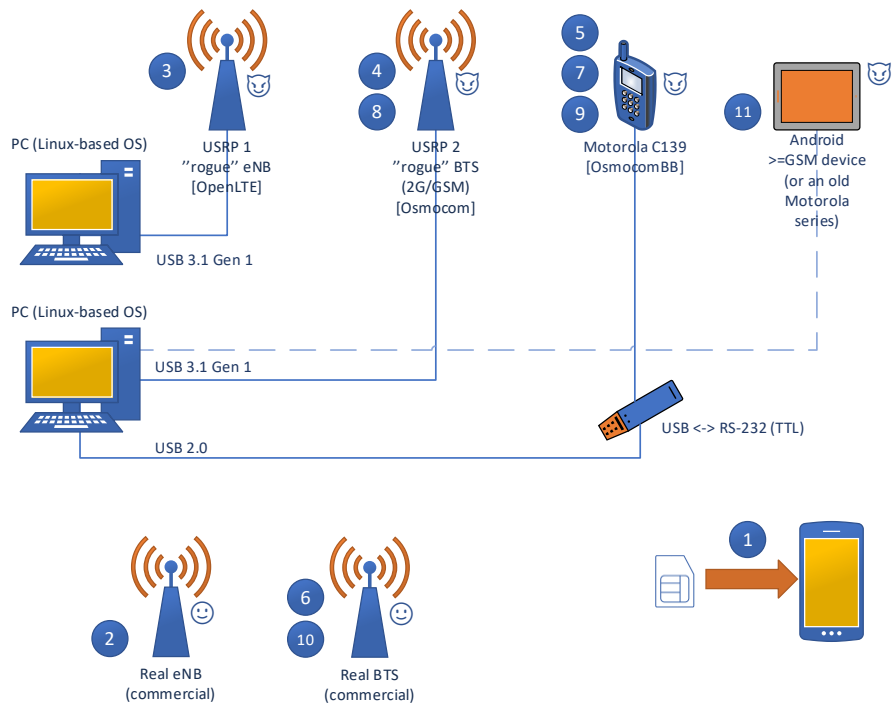 3
USRP 1
”rogue” eNB
[OpenLTE]
4
8
USRP 2
”rogue” BTS
(2G/GSM)
[Osmocom]
5
7
9
Motorola C139
[OsmocomBB]
11
Android
>=GSM device
(or an old
Motorola
series)
PC (Linux-based OS)
USB 3.1 Gen 1
PC (Linux-based OS)
USB 3.1 Gen 1
USB 2.0
USB <-> RS-232 (TTL)
2
Real eNB
(commercial)
6
10
Real BTS
(commercial)
1